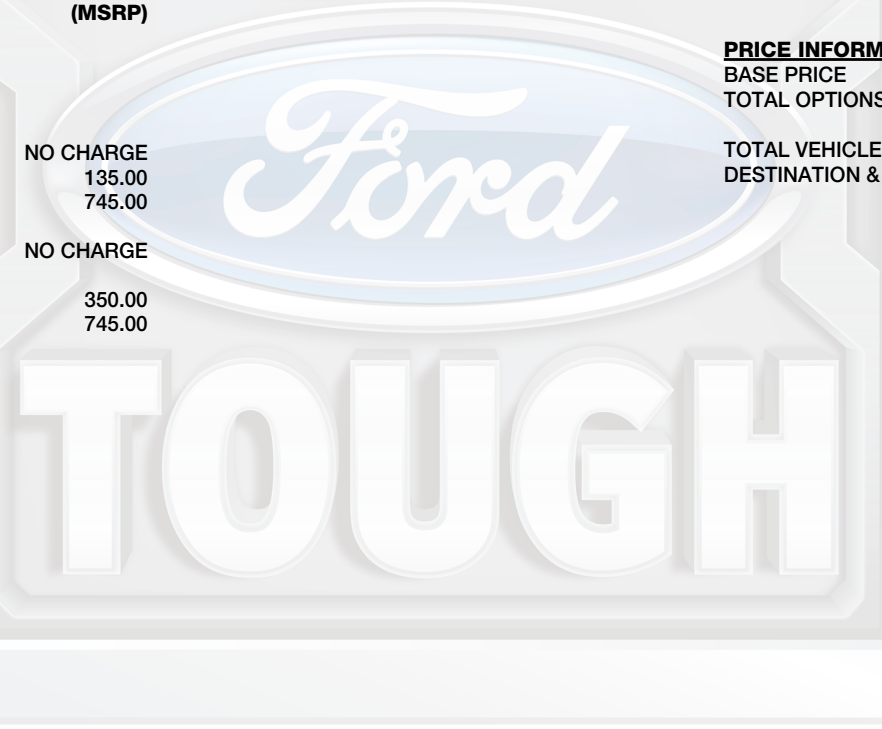 (MSRP)
NO CHARGE
135.00
745.00
NO CHARGE
350.00
745.00
PRICE INFORM
BASE PRICE
TOTAL OPTIONS
TOTAL VEHICLE
DESTINATION &
Ford
TOUGH